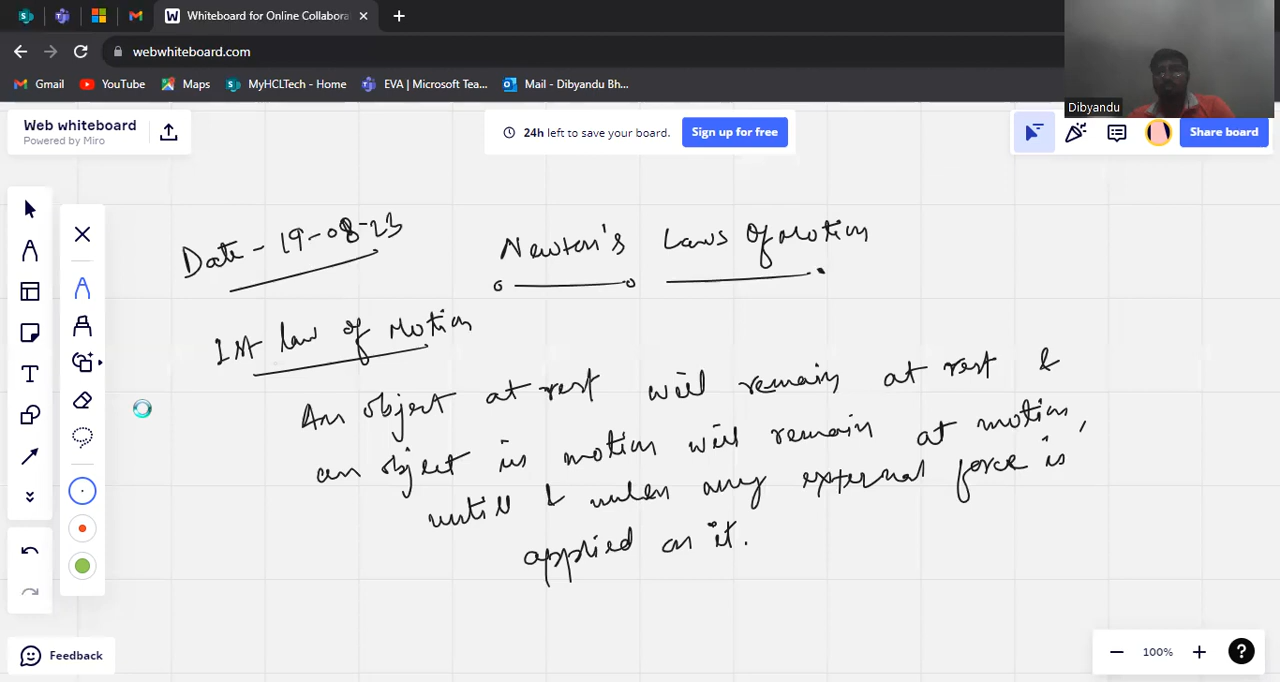 Whiteboard for Online Collabora
webwhiteboard.com
Gmail YouTube Maps MyHCLTech - Home EVA | Microsoft Tea... Mail - Dibyandu Bh...
Dibyandu
Web whiteboard
Powered by Miro
24h left to save your board. Sign up for free
Share board
Date - 19-08-23 Newton's Laws Of Motion
1st law of Motion
An object at rest will remain at rest &
an object in motion will remain at motion,
untill & unlen any external force is
applied on it.
Feedback
100%